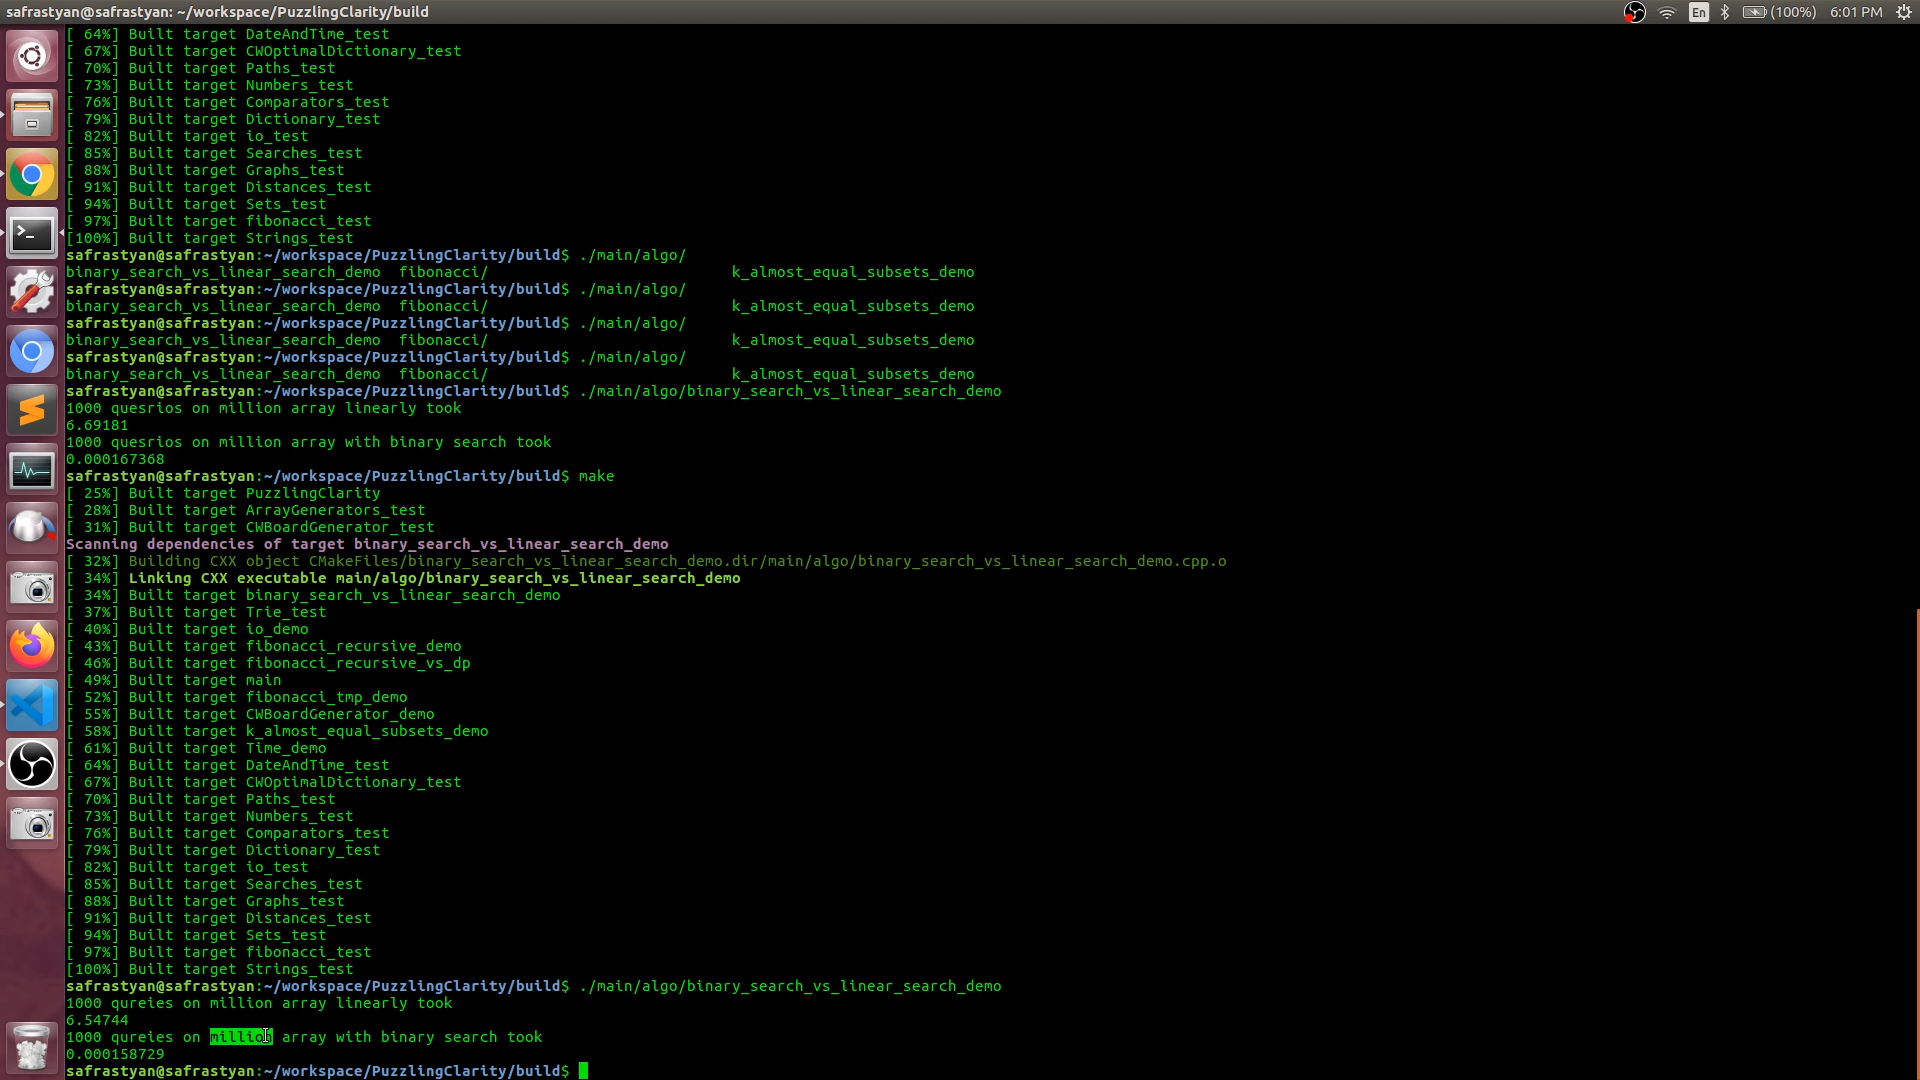 safrastyan@safrastyan: ~/workspace/PuzzlingClarity/build
En (100%) 6:01 PM
[ 64%] Built target DateAndTime_test
[ 67%] Built target CWOptimalDictionary_test
[ 70%] Built target Paths_test
[ 73%] Built target Numbers_test
[ 76%] Built target Comparators_test
[ 79%] Built target Dictionary_test
[ 82%] Built target io_test
[ 85%] Built target Searches_test
[ 88%] Built target Graphs_test
[ 91%] Built target Distances_test
[ 94%] Built target Sets_test
[ 97%] Built target fibonacci_test
[100%] Built target Strings_test
safrastyan@safrastyan:~/workspace/PuzzlingClarity/build$ ./main/algo/
binary_search_vs_linear_search_demo fibonacci/ k_almost_equal_subsets_demo
safrastyan@safrastyan:~/workspace/PuzzlingClarity/build$ ./main/algo/
binary_search_vs_linear_search_demo fibonacci/ k_almost_equal_subsets_demo
safrastyan@safrastyan:~/workspace/PuzzlingClarity/build$ ./main/algo/
binary_search_vs_linear_search_demo fibonacci/ k_almost_equal_subsets_demo
safrastyan@safrastyan:~/workspace/PuzzlingClarity/build$ ./main/algo/
binary_search_vs_linear_search_demo fibonacci/ k_almost_equal_subsets_demo
safrastyan@safrastyan:~/workspace/PuzzlingClarity/build$ ./main/algo/binary_search_vs_linear_search_demo
1000 quesrios on million array linearly took
6.69181
1000 quesrios on million array with binary search took
0.000167368
safrastyan@safrastyan:~/workspace/PuzzlingClarity/build$ make
[ 25%] Built target PuzzlingClarity
[ 28%] Built target ArrayGenerators_test
[ 31%] Built target CWBoardGenerator_test
Scanning dependencies of target binary_search_vs_linear_search_demo
[ 32%] Building CXX object CMakeFiles/binary_search_vs_linear_search_demo.dir/main/algo/binary_search_vs_linear_search_demo.cpp.o
[ 34%] Linking CXX executable main/algo/binary_search_vs_linear_search_demo
[ 34%] Built target binary_search_vs_linear_search_demo
[ 37%] Built target Trie_test
[ 40%] Built target io_demo
[ 43%] Built target fibonacci_recursive_demo
[ 46%] Built target fibonacci_recursive_vs_dp
[ 49%] Built target main
[ 52%] Built target fibonacci_tmp_demo
[ 55%] Built target CWBoardGenerator_demo
[ 58%] Built target k_almost_equal_subsets_demo
[ 61%] Built target Time_demo
[ 64%] Built target DateAndTime_test
[ 67%] Built target CWOptimalDictionary_test
[ 70%] Built target Paths_test
[ 73%] Built target Numbers_test
[ 76%] Built target Comparators_test
[ 79%] Built target Dictionary_test
[ 82%] Built target io_test
[ 85%] Built target Searches_test
[ 88%] Built target Graphs_test
[ 91%] Built target Distances_test
[ 94%] Built target Sets_test
[ 97%] Built target fibonacci_test
[100%] Built target Strings_test
safrastyan@safrastyan:~/workspace/PuzzlingClarity/build$ ./main/algo/binary_search_vs_linear_search_demo
1000 qureies on million array linearly took
6.54744
1000 qureies on million array with binary search took
0.000158729
safrastyan@safrastyan:~/workspace/PuzzlingClarity/build$